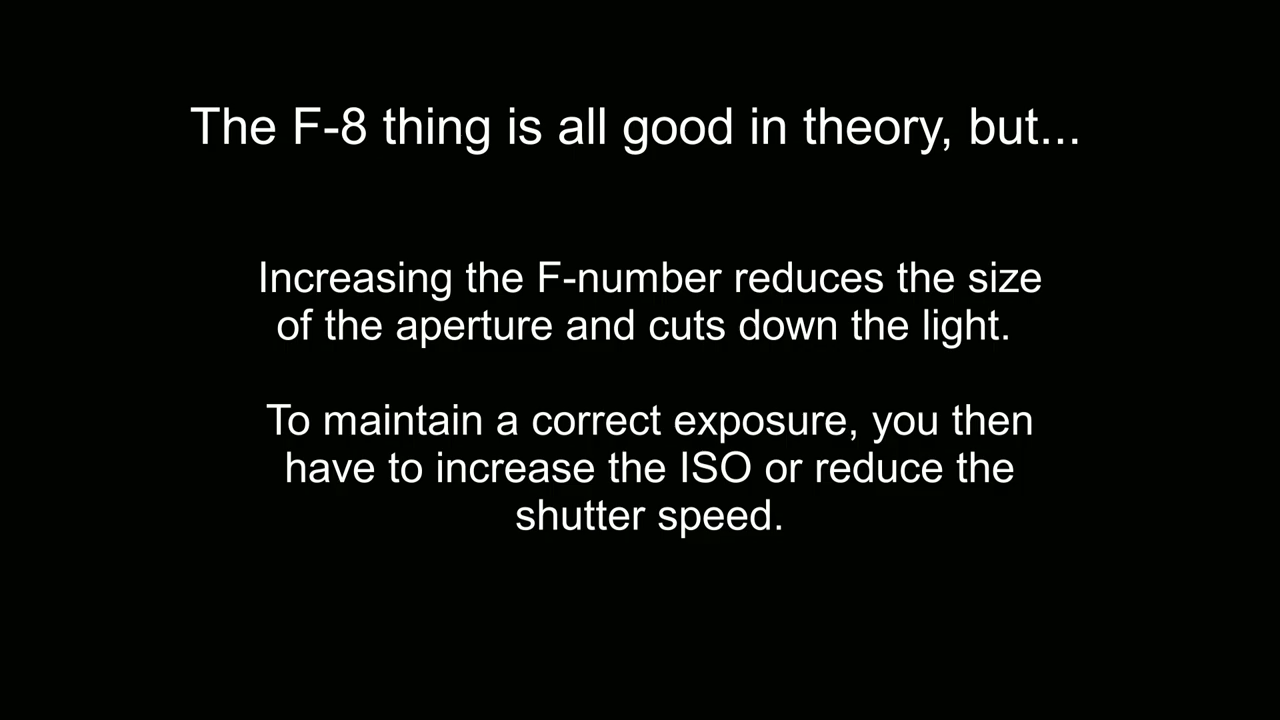 The F-8 thing is all good in theory, but...
Increasing the F-number reduces the size
of the aperture and cuts down the light.
To maintain a correct exposure, you then
have to increase the ISO or reduce the
shutter speed.